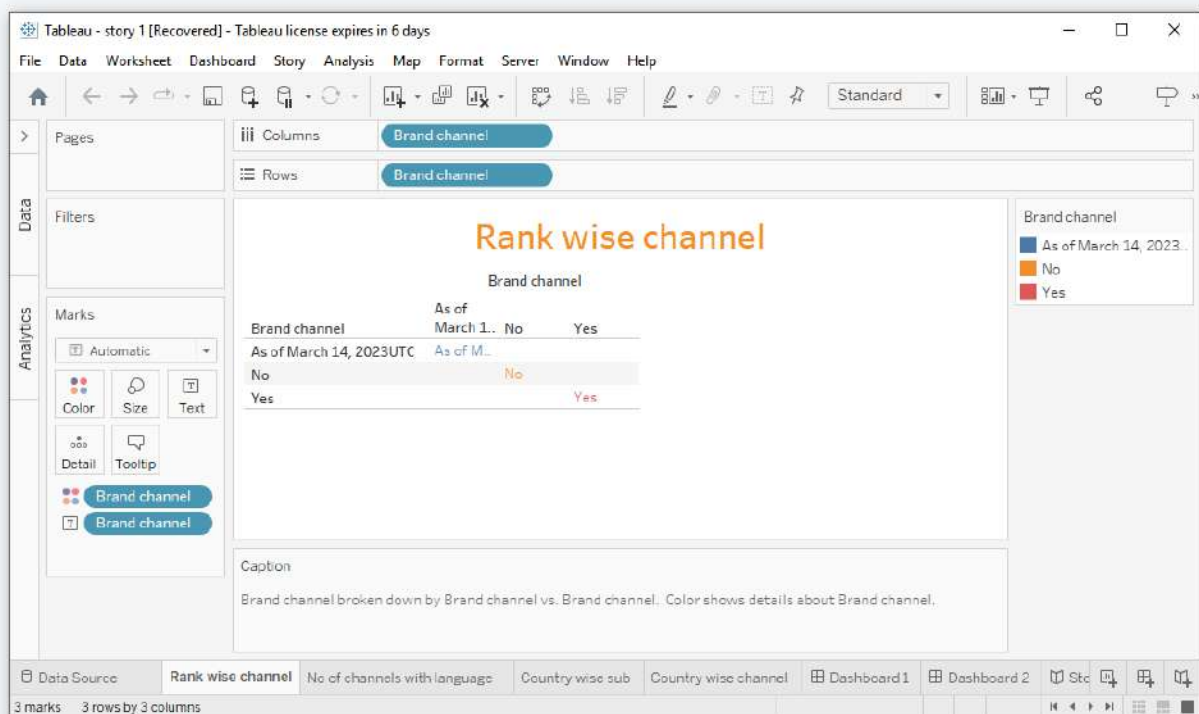 Tableau - story 1 [Recovered] - Tableau license expires in 6 days
File Data Worksheet Dashboard Story Analysis Map Format Server Window Help
Standard
Pages
iii Columns Brand channel
Rows Brand channel
Data
Analytics
Filters
Marks
Automatic
Color Size Text
Detail Tooltip
Brand channel
Brand channel
Rank wise channel
Brand channel
As of
Brand channel March 1.. No Yes
As of March 14, 2023UTC As of M..
No No
Yes Yes
Brand channel
As of March 14, 2023..
No
Yes
Caption
Brand channel broken down by Brand channel vs. Brand channel. Color shows details about Brand channel.
Data Source Rank wise channel No of channels with language Country wise sub Country wise channel Dashboard 1 Dashboard 2 Stc
3 marks 3 rows by 3 columns